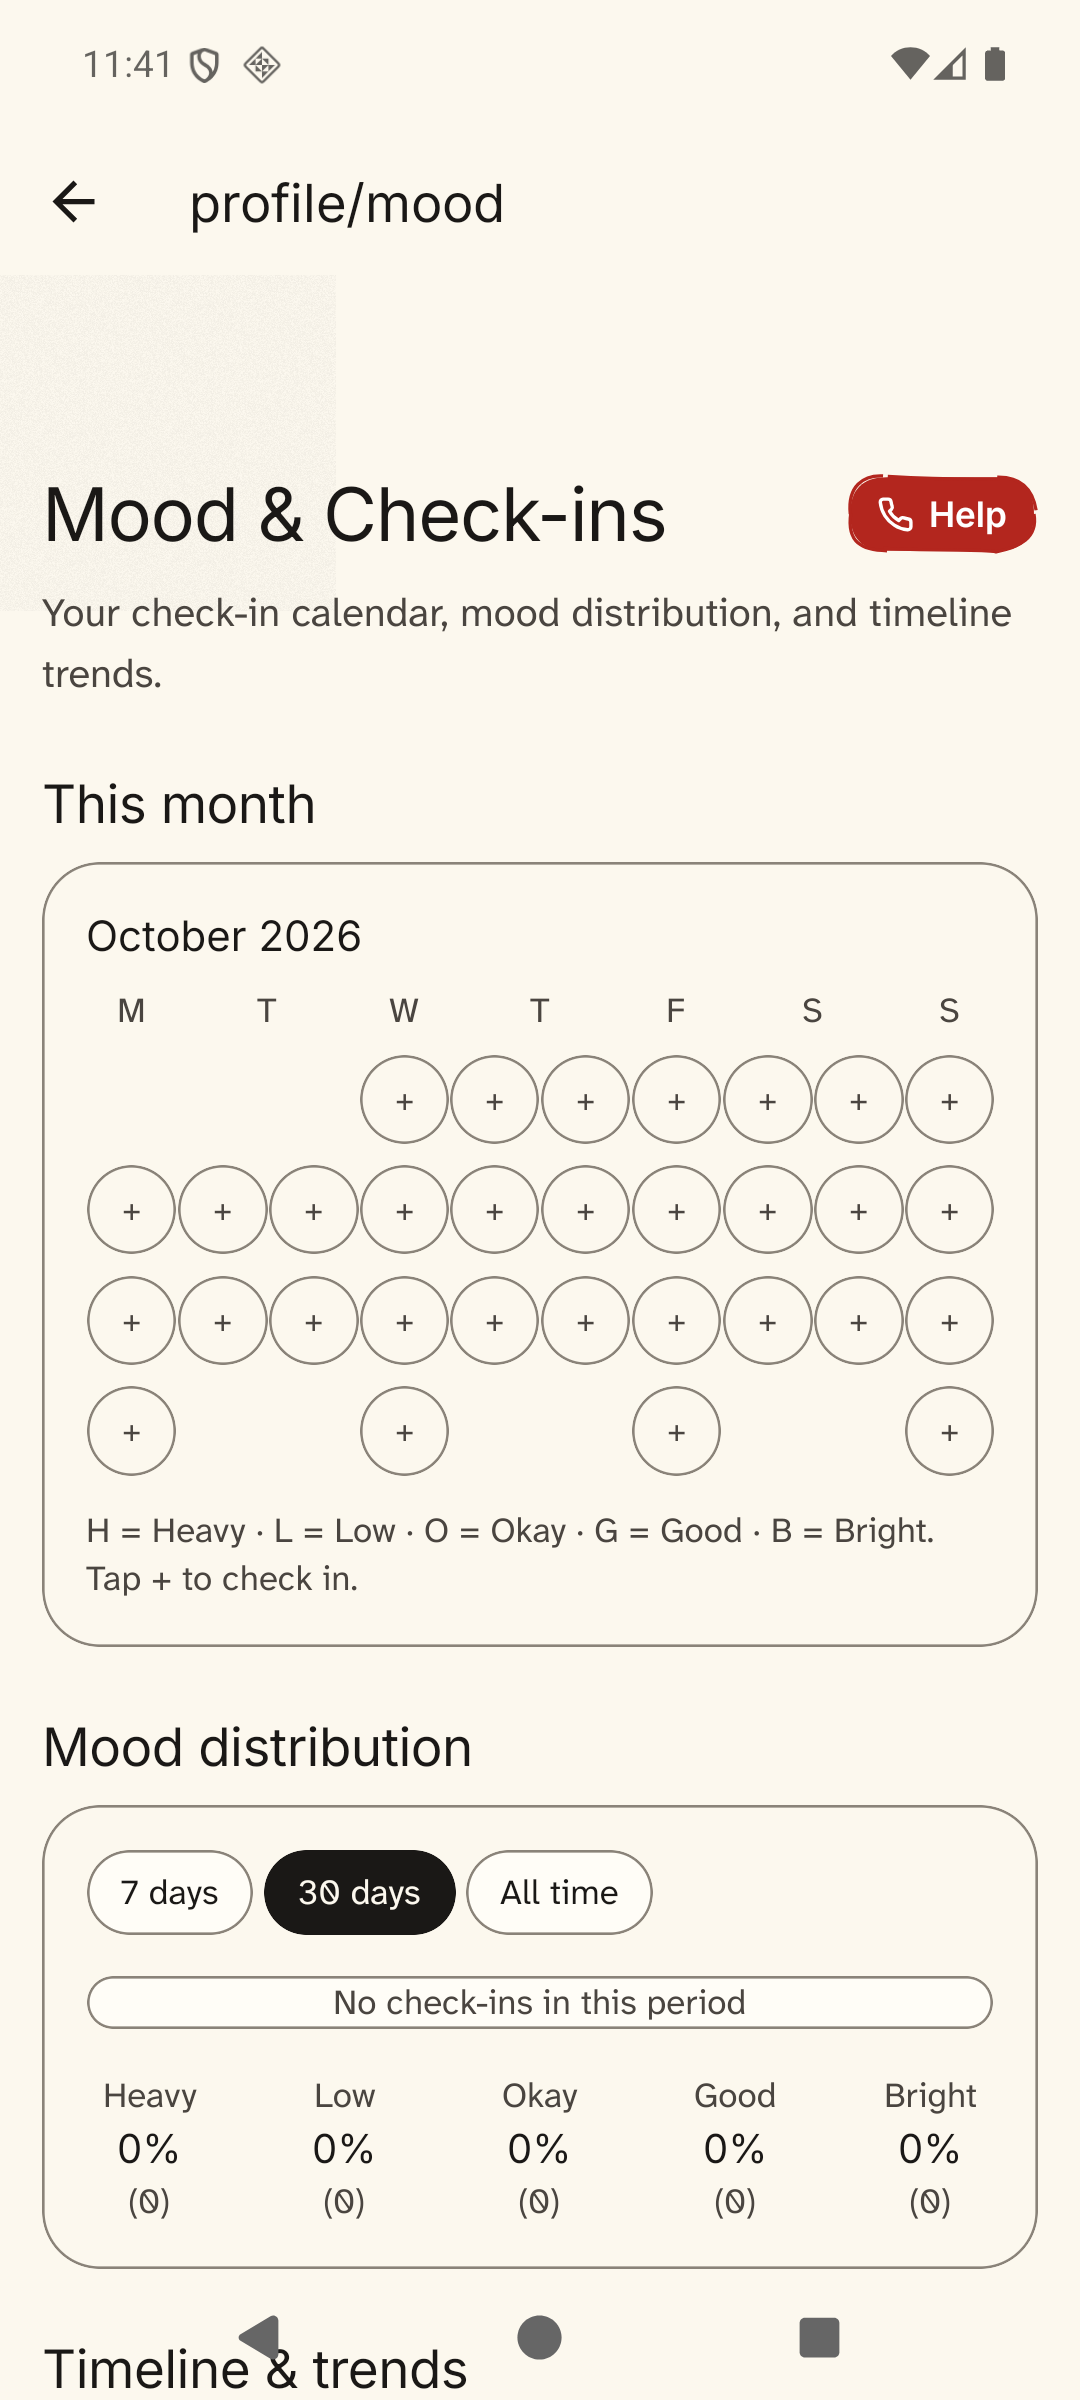 11:41
profile/mood
Mood & Check-ins
Help
Your check-in calendar, mood distribution, and timeline
trends.
This month
October 2026
M T W T F S S
+ + + + + + +
+ + + + + + + + + +
+ + + + + + + + + +
+ + + +
H = Heavy · L = Low · O = Okay · G = Good · B = Bright.
Tap + to check in.
Mood distribution
7 days 30 days All time
No check-ins in this period
Heavy Low Okay Good Bright
0% 0% 0% 0% 0%
(0) (0) (0) (0) (0)
Timeline & trends